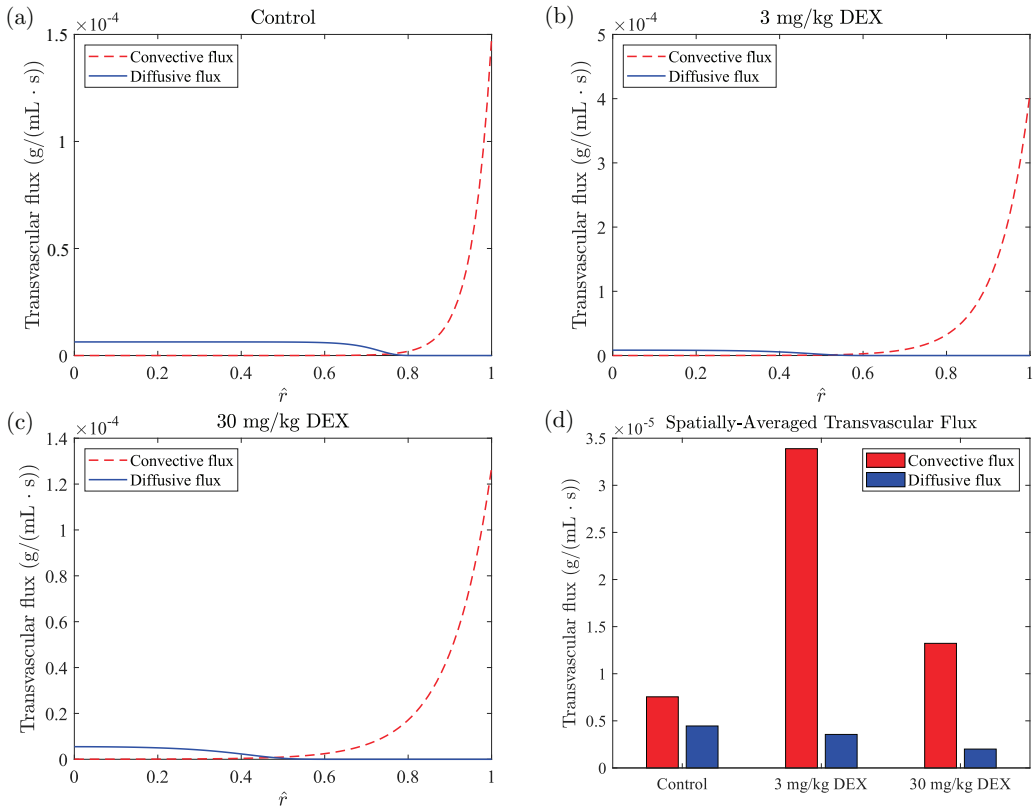 (a)
Control
×10⁻⁴
1.5
1
0.5
0
Transvascular flux (g/(mL · s))
Convective flux
Diffusive flux
0 0.2 0.4 0.6 0.8 1
r̂
(b)
3 mg/kg DEX
×10⁻⁴
5
4
3
2
1
0
Transvascular flux (g/(mL · s))
Convective flux
Diffusive flux
0 0.2 0.4 0.6 0.8 1
r̂
(c)
30 mg/kg DEX
×10⁻⁴
1.4
1.2
1
0.8
0.6
0.4
0.2
0
Transvascular flux (g/(mL · s))
Convective flux
Diffusive flux
0 0.2 0.4 0.6 0.8 1
r̂
(d)
Spatially-Averaged Transvascular Flux
×10⁻⁵
3.5
3
2.5
2
1.5
1
0.5
0
Transvascular flux (g/(mL · s))
Convective flux
Diffusive flux
Control 3 mg/kg DEX 30 mg/kg DEX